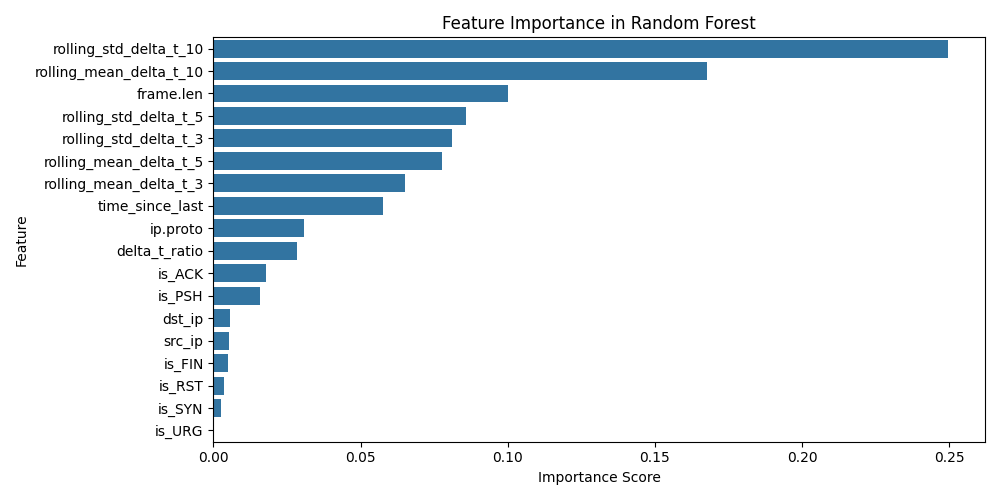 Feature Importance in Random Forest
rolling_std_delta_t_10
rolling_mean_delta_t_10
frame.len
rolling_std_delta_t_5
rolling_std_delta_t_3
rolling_mean_delta_t_5
rolling_mean_delta_t_3
time_since_last
ip.proto
delta_t_ratio
is_ACK
is_PSH
dst_ip
src_ip
is_FIN
is_RST
is_SYN
is_URG
Feature
0.00 0.05 0.10 0.15 0.20 0.25
Importance Score